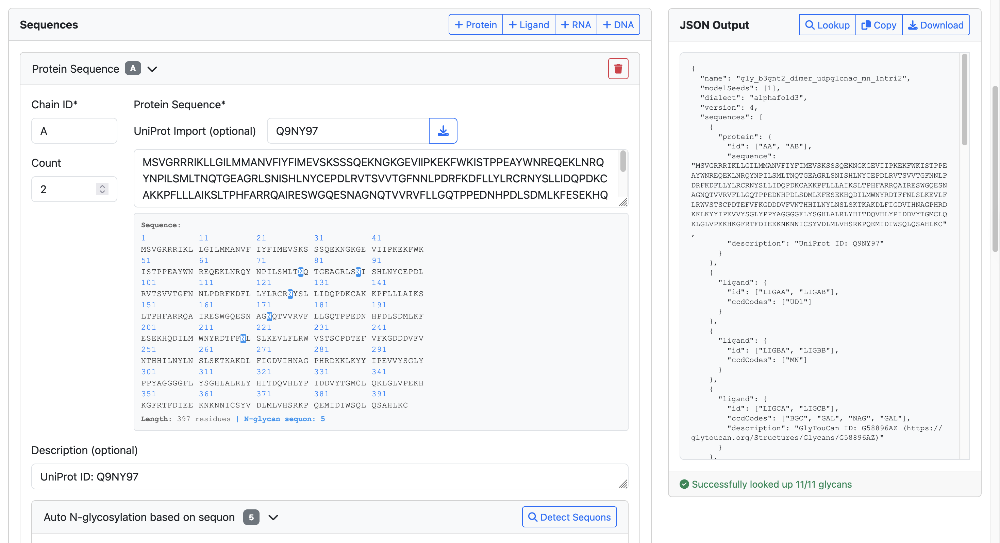 Sequences
+ Protein
+ Ligand
+ RNA
+ DNA
Protein Sequence A
Chain ID*
A
Count
2
Protein Sequence*
UniProt Import (optional)
Q9NY97
MSVGRRRIKLLGILMMANVFIYFIMEVSKSSSQEKNGKGEVIIPKEKFWKISTPPEAYWNREQEKLNRQ
YNPILSMLTNQTGEAGRLSNISHLNYCEPDLRVTSVVTGFNNLPDRFKDFLLYLRCRNYSLLIDQPDKC
AKKPFLLLAIKSLTPHFARRQAIRESWGQESNAGNQTVVRVFLLGQTPPEDNHPDLSDMLKFESEKHQ
Sequence:
1 11 21 31 41
MSVGRRRIKL LGILMMANVF IYFIMEVSKS SSQEKNGKGE VIIPKEKFWK
51 61 71 81 91
ISTPPEAYWN REQEKLNRQY NPILSMLTNQ TGEAGRLSNI SHLNYCEPDL
101 111 121 131 141
RVTSVVTGFN NLPDRFKDFL LYLRCRNYSL LIDQPDKCAK KPFLLLAIKS
151 161 171 181 191
LTPHFARRQA IRESWGQESN AGNQTVVRVF LLGQTPPEDN HPDLSDMLKF
201 211 221 231 241
ESEKHQDILM WNYRDTFFNL SLKEVLFLRW VSTSCPDTEF VFKGDDDVFV
251 261 271 281 291
NTHHILNYLN SLSKTKAKDL FIGDVIHNAG PHRDKKLKYY IPEVVYSGLY
301 311 321 331 341
PPYAGGGGFL YSGHLALRLY HITDQVHLYP IDDVYTGMCL QKLGLVPEKH
351 361 371 381 391
KGFRTFDIEE KNKNNICSYV DLMLVHSRKP QEMIDIWSQL QSAHLKC
Length: 397 residues | N-glycan sequon: 5
Description (optional)
UniProt ID: Q9NY97
Auto N-glycosylation based on sequon 5
Detect Sequons
JSON Output
Lookup
Copy
Download
{
"name": "gly_b3gnt2_dimer_udpglcnac_mn_lntri2",
"modelSeeds": [1],
"dialect": "alphafold3",
"version": 4,
"sequences": [
{
"protein": {
"id": ["AA", "AB"],
"sequence":
"MSVGRRRIKLLGILMMANVFIYFIMEVSKSSSQEKNGKGEVIIPKEKFWKISTPPE
AYWNREQEKLNRQYNPILSMLTNQTGEAGRLSNISHLNYCEPDLRVTSVVTGFNNLP
DRFKDFLLYLRCRNYSLLIDQPDKCAKKPFLLLAIKSLTPHFARRQAIRESWGQESN
AGNQTVVRVFLLGQTPPEDNHPDLSDMLKFESEKHQDILMWNYRDTFFNLSLKEVLF
LRWVSTSCPDTEFVFKGDDDVFVNTHHILNYLNSLSKTKAKDLFIGDVIHNAGPHRD
KKLKYYIPEVVYSGLYPPYAGGGGFLYSGHLALRLYHITDQVHLYPIDDVYTGMCLQ
KLGLVPEKHKGFRTFDIEEKNKNNICSYVDLMLVHSRKPQEMIDIWSQLQSAHLKC"
,
"description": "UniProt ID: Q9NY97"
}
},
{
"ligand": {
"id": ["LIGAA", "LIGAB"],
"ccdCodes": ["UD1"]
}
},
{
"ligand": {
"id": ["LIGBA", "LIGBB"],
"ccdCodes": ["MN"]
}
},
{
"ligand": {
"id": ["LIGCA", "LIGCB"],
"ccdCodes": ["BGC", "GAL", "NAG", "GAL"],
"description": "GlyTouCan ID: G58896AZ (https://
glytoucan.org/Structures/Glycans/G58896AZ)"
}
},
Successfully looked up 11/11 glycans